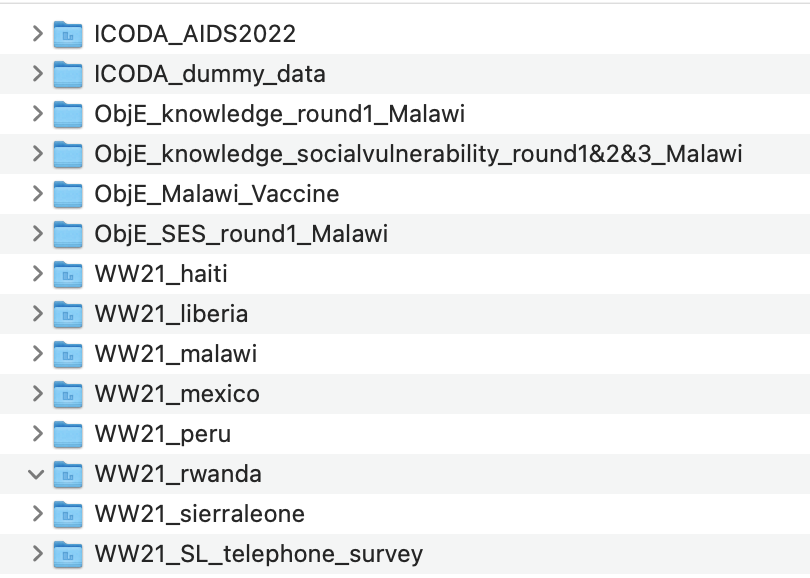 ICODA_AIDS2022
ICODA_dummy_data
ObjE_knowledge_round1_Malawi
ObjE_knowledge_socialvulnerability_round1&2&3_Malawi
ObjE_Malawi_Vaccine
ObjE_SES_round1_Malawi
WW21_haiti
WW21_liberia
WW21_malawi
WW21_mexico
WW21_peru
WW21_rwanda
WW21_sierraleone
WW21_SL_telephone_survey